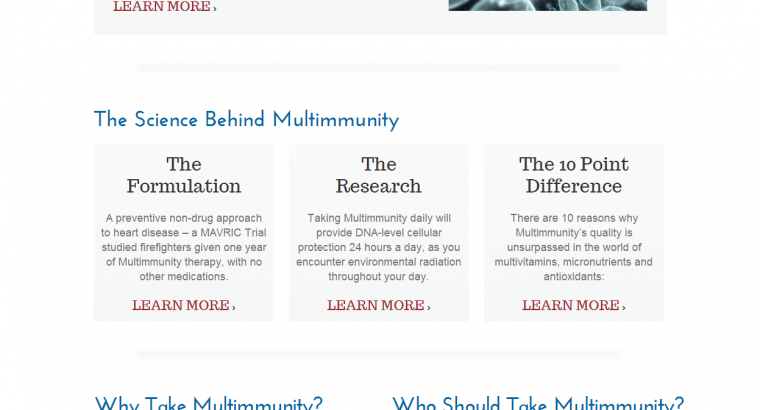 LEARN MORE ›
The Science Behind Multimmunity
The
Formulation
A preventive non-drug approach
to heart disease – a MAVRIC Trial
studied firefighters given one year
of Multimmunity therapy, with no
other medications.
LEARN MORE ›
The
Research
Taking Multimmunity daily will
provide DNA-level cellular
protection 24 hours a day, as you
encounter environmental radiation
throughout your day.
LEARN MORE ›
The 10 Point
Difference
There are 10 reasons why
Multimmunity's quality is
unsurpassed in the world of
multivitamins, micronutrients and
antioxidants:
LEARN MORE ›
Why Take Multimmunity?
Who Should Take Multimmunity?